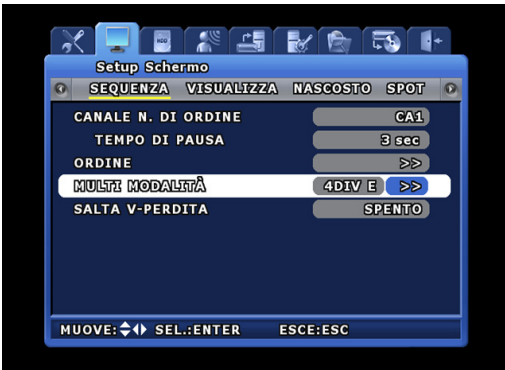 HDD
Setup Schermo
SEQUENZA VISUALIZZA NASCOSTO SPOT
CANALE N. DI ORDINE CA1
TEMPO DI PAUSA 3 sec
ORDINE >>
MULTI MODALITÀ 4DIV E >>
SALTA V-PERDITA SPENTO
MUOVE: SEL.:ENTER ESCE:ESC